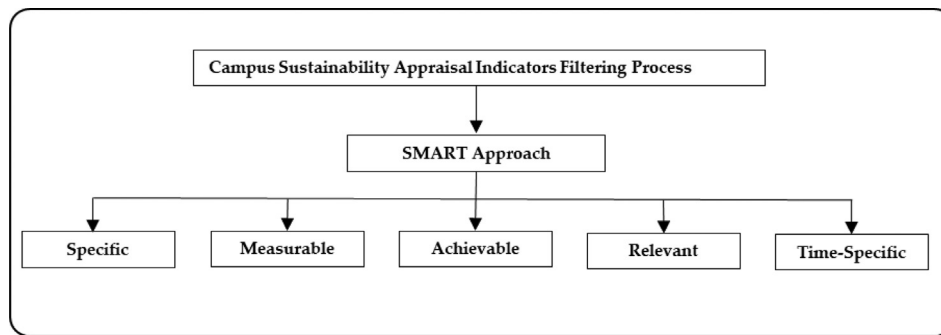 Campus Sustainability Appraisal Indicators Filtering Process
SMART Approach
Specific
Measurable
Achievable
Relevant
Time-Specific